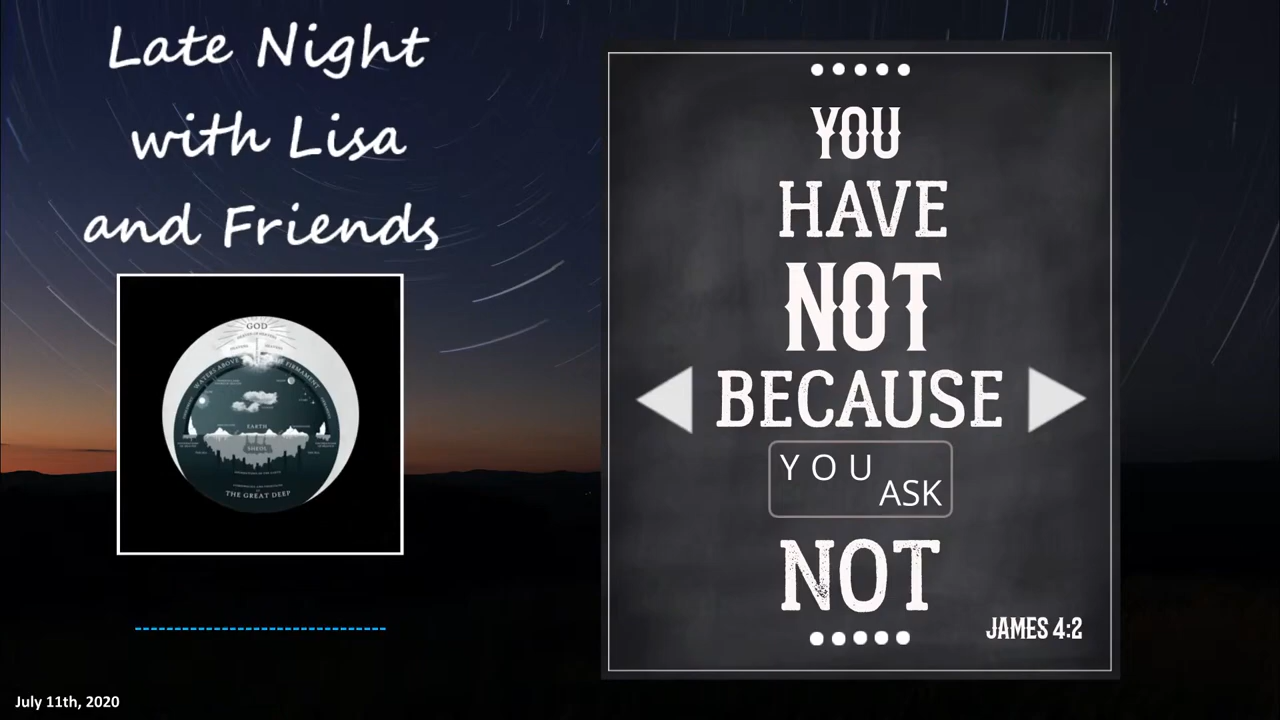 Late Night
with Lisa
and Friends
GOD
WATERS ABOVE
FIRMAMENT
EARTH
SHEOL
THE GREAT DEEP
July 11th, 2020
YOU
HAVE
NOT
BECAUSE
YOU
ASK
NOT
JAMES 4:2